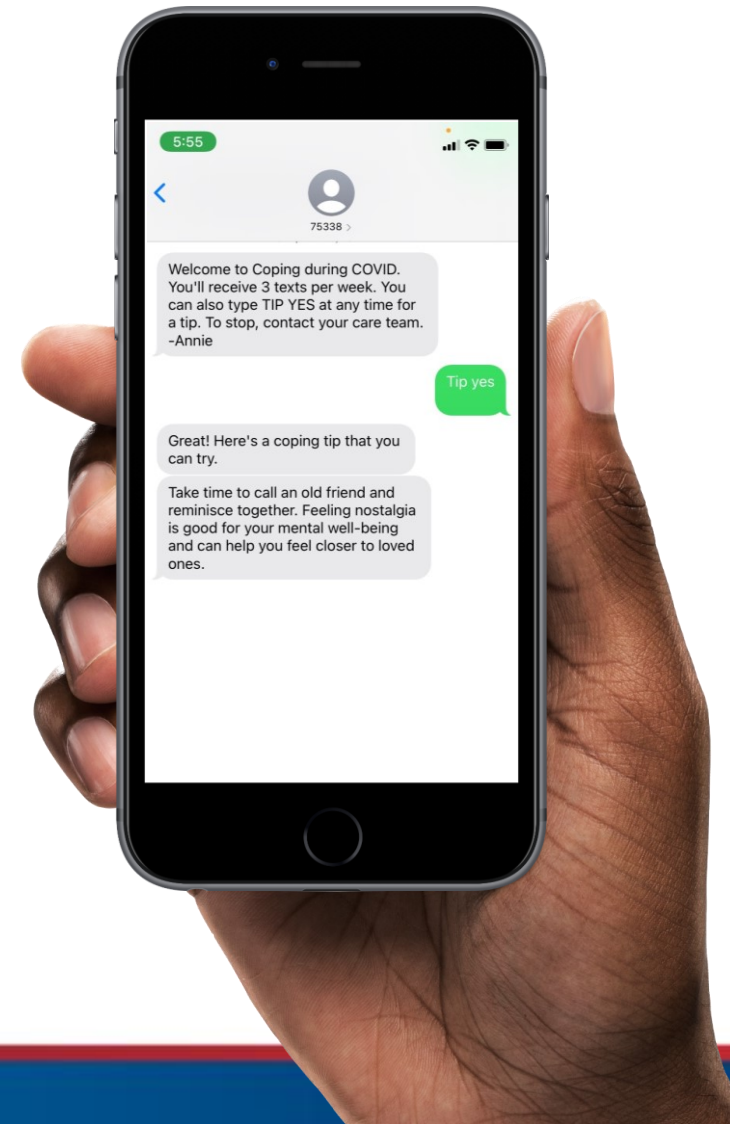 5:55
75338 >
Welcome to Coping during COVID.
You'll receive 3 texts per week. You
can also type TIP YES at any time for
a tip. To stop, contact your care team.
-Annie
Tip yes
Great! Here's a coping tip that you
can try.
Take time to call an old friend and
reminisce together. Feeling nostalgia
is good for your mental well-being
and can help you feel closer to loved
ones.